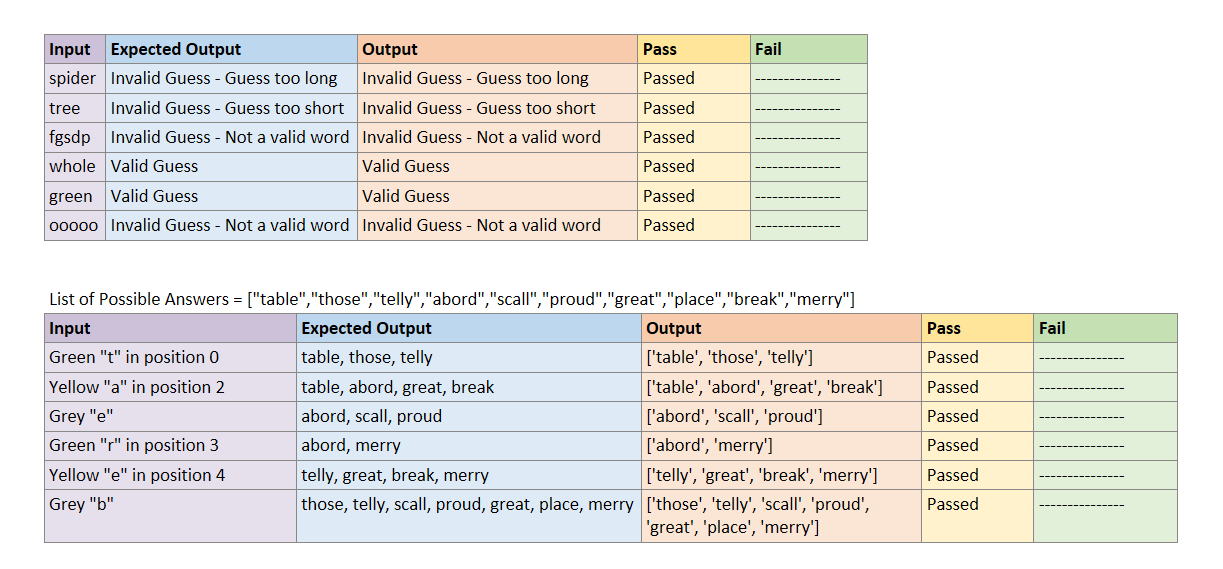 Input Expected Output Output Pass Fail
spider Invalid Guess - Guess too long Invalid Guess - Guess too long Passed ---------------
tree Invalid Guess - Guess too short Invalid Guess - Guess too short Passed ---------------
fgsdp Invalid Guess - Not a valid word Invalid Guess - Not a valid word Passed ---------------
whole Valid Guess Valid Guess Passed ---------------
green Valid Guess Valid Guess Passed ---------------
ooooo Invalid Guess - Not a valid word Invalid Guess - Not a valid word Passed ---------------
List of Possible Answers = ["table","those","telly","abord","scall","proud","great","place","break","merry"]
Input Expected Output Output Pass Fail
Green "t" in position 0 table, those, telly ['table', 'those', 'telly'] Passed ---------------
Yellow "a" in position 2 table, abord, great, break ['table', 'abord', 'great', 'break'] Passed ---------------
Grey "e" abord, scall, proud ['abord', 'scall', 'proud'] Passed ---------------
Green "r" in position 3 abord, merry ['abord', 'merry'] Passed ---------------
Yellow "e" in position 4 telly, great, break, merry ['telly', 'great', 'break', 'merry'] Passed ---------------
Grey "b" those, telly, scall, proud, great, place, merry ['those', 'telly', 'scall', 'proud', Passed ---------------
'great', 'place', 'merry']